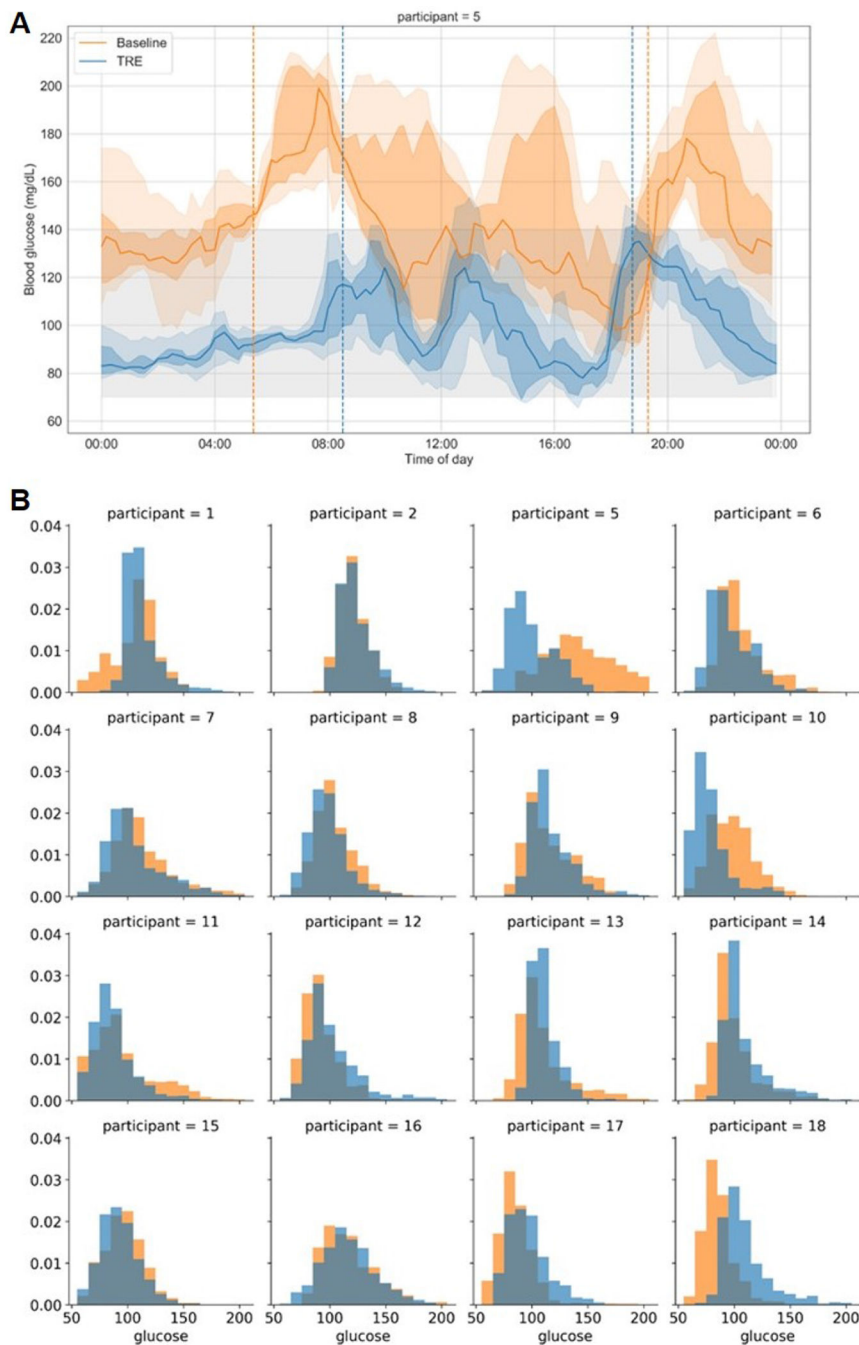 A
participant = 5
Baseline
TRE
220
200
180
160
140
120
100
80
60
Blood glucose (mg/dL)
00:00 04:00 08:00 12:00 16:00 20:00 00:00
Time of day
B
participant = 1 participant = 2 participant = 5 participant = 6
0.04
0.03
0.02
0.01
0.00
participant = 7 participant = 8 participant = 9 participant = 10
0.04
0.03
0.02
0.01
0.00
participant = 11 participant = 12 participant = 13 participant = 14
0.04
0.03
0.02
0.01
0.00
participant = 15 participant = 16 participant = 17 participant = 18
0.04
0.03
0.02
0.01
0.00
50 100 150 200 50 100 150 200 50 100 150 200 50 100 150 200
glucose glucose glucose glucose